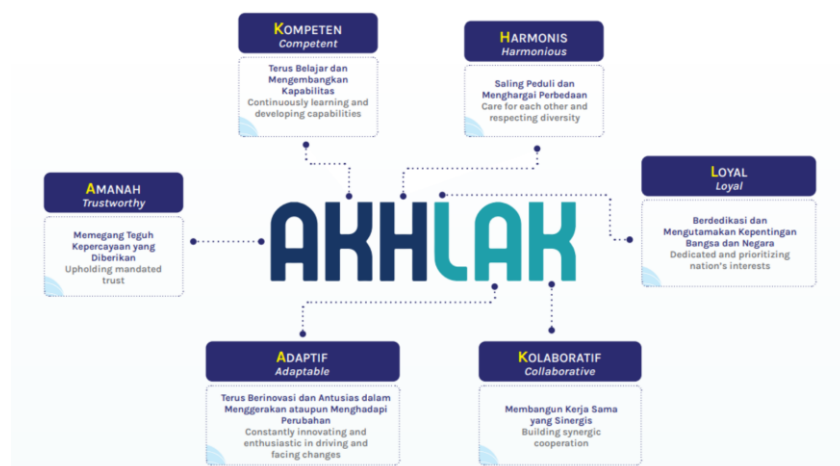 KOMPETEN
Competent
Terus Belajar dan
Mengembangkan
Kapabilitas
Continuously learning and
developing capabilities
HARMONIS
Harmonious
Saling Peduli dan
Menghargai Perbedaan
Care for each other and
respecting diversity
AMANAH
Trustworthy
Memegang Teguh
Kepercayaan yang
Diberikan
Upholding mandated
trust
AKHLAK
LOYAL
Loyal
Berdedikasi dan
Mengutamakan Kepentingan
Bangsa dan Negara
Dedicated and prioritizing
nation's interests
ADAPTIF
Adaptable
Terus Berinovasi dan Antusias dalam
Menggerakan ataupun Menghadapi
Perubahan
Constantly innovating and
enthusiastic in driving and
facing changes
KOLABORATIF
Collaborative
Membangun Kerja Sama
yang Sinergis
Building synergic
cooperation